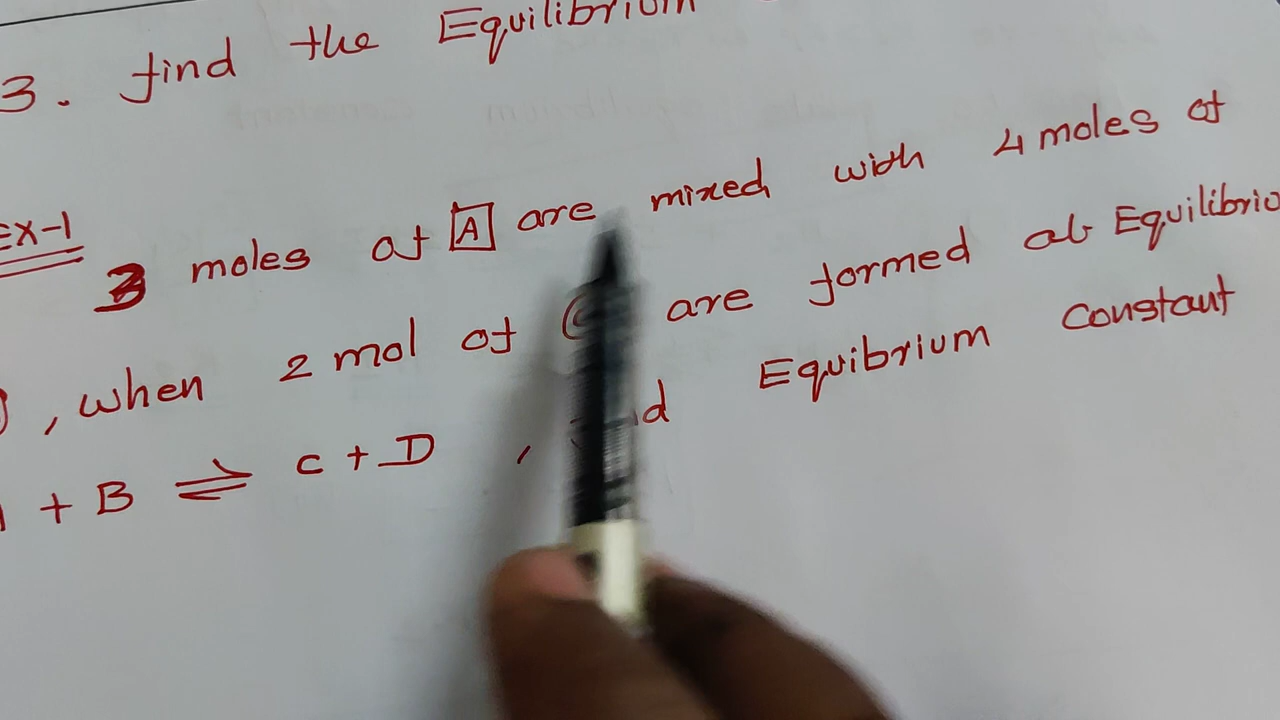 3. find the Equilibrium
EX-1
3 moles of A are mixed with 4 moles of
, when 2 mol of C are formed at Equilibrio
+ B ⇌ C + D , Equibrium Constant